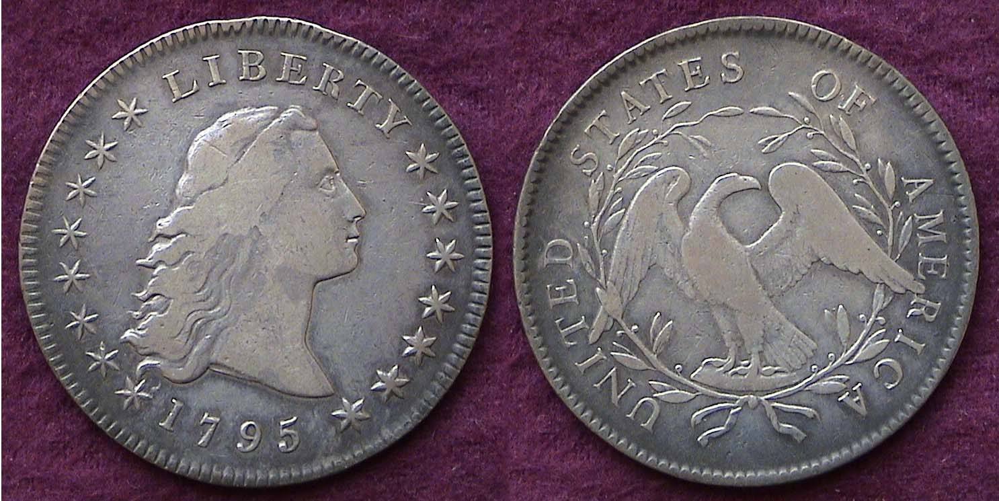 LIBERTY
1795
UNITED STATES OF AMERICA